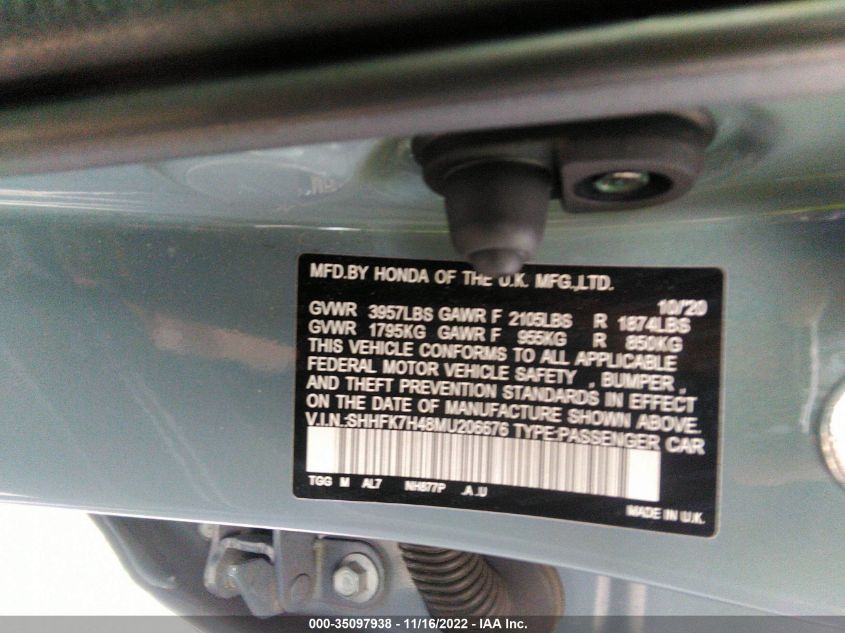 MFD.BY HONDA OF THE U.K. MFG.,LTD.
10/20
GVWR 3957LBS GAWR F 2105LBS R 1874LBS
GVWR 1795KG GAWR F 955KG R 850KG
THIS VEHICLE CONFORMS TO ALL APPLICABLE
FEDERAL MOTOR VEHICLE SAFETY , BUMPER ,
AND THEFT PREVENTION STANDARDS IN EFFECT
ON THE DATE OF MANUFACTURE SHOWN ABOVE.
V.I.N.:SHHFK7H48MU206676 TYPE:PASSENGER CAR
TGG M AL7 NH877P .A .U
MADE IN U.K.
000-35097938 - 11/16/2022 - IAA Inc.